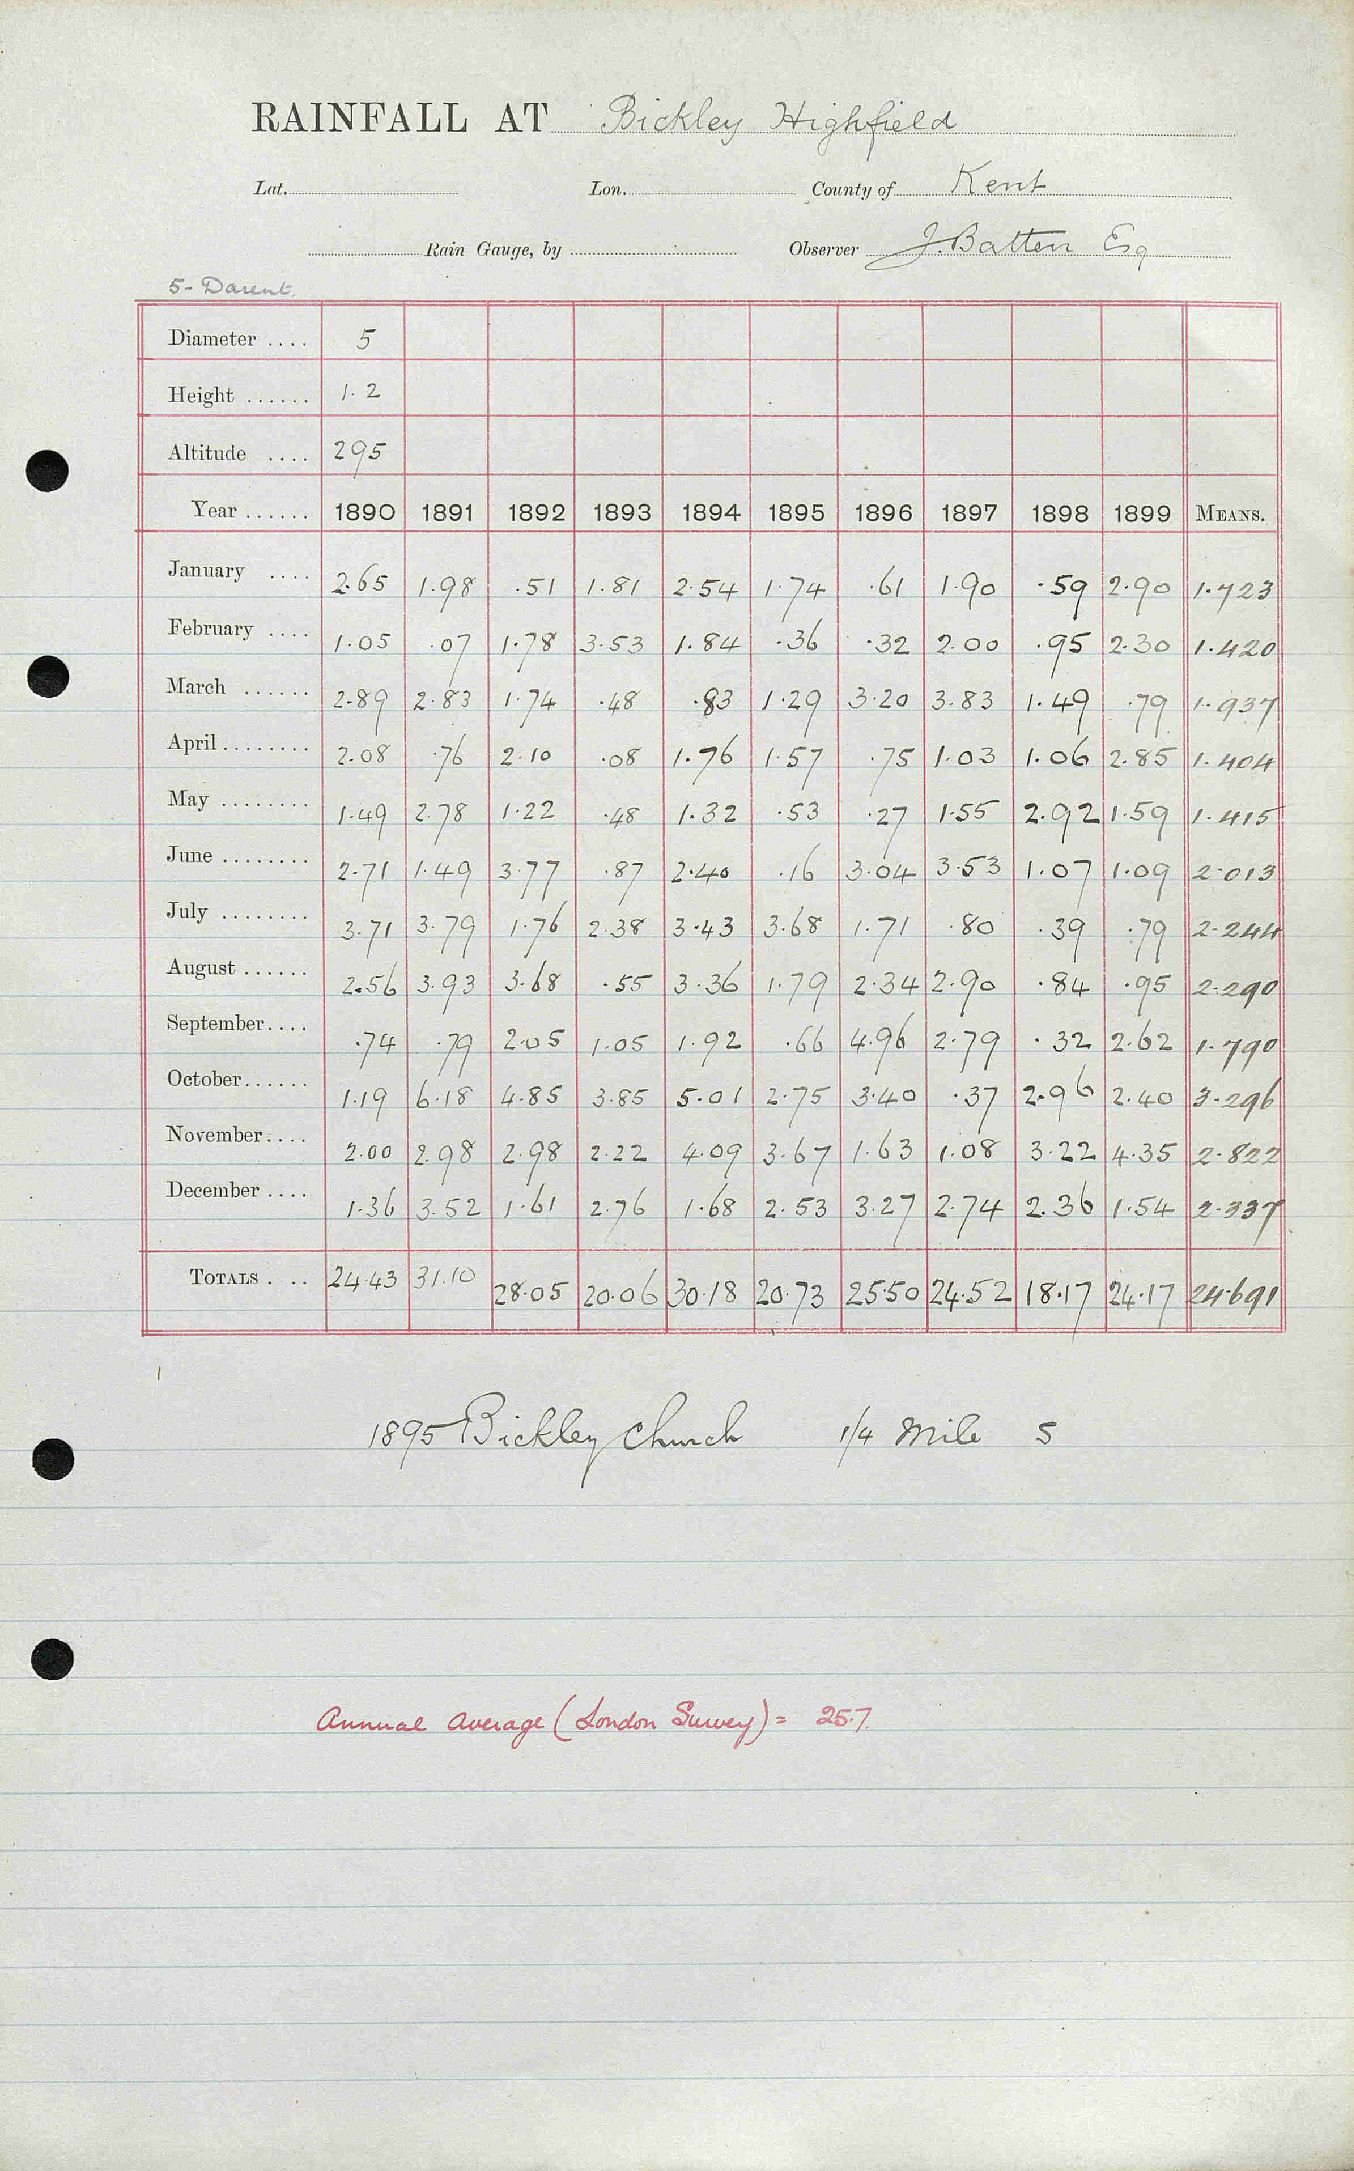 RAINFALL AT Bickley Highfield
Lat. Lon. County of Kent
Rain Gauge, by Observer J. Batten Esq
5 - Darent.
Diameter .... 5
Height ...... 1.2
Altitude .... 295
Year ...... 1890 1891 1892 1893 1894 1895 1896 1897 1898 1899 MEANS.
January .... 2.65 1.98 .51 1.81 2.54 1.74 .61 1.90 .59 2.90 1.723
February .... 1.05 .07 1.78 3.53 1.84 .36 .32 2.00 .95 2.30 1.420
March ...... 2.89 2.83 1.74 .48 .83 1.29 3.20 3.83 1.49 .79 1.937
April ........ 2.08 .76 2.10 .08 1.76 1.57 .75 1.03 1.06 2.85 1.404
May ........ 1.49 2.78 1.22 .48 1.32 .53 .27 1.55 2.92 1.59 1.415
June ........ 2.71 1.49 3.77 .87 2.40 .16 3.04 3.53 1.07 1.09 2.013
July ........ 3.71 3.79 1.76 2.38 3.43 3.68 1.71 .80 .39 .79 2.244
August ...... 2.56 3.93 3.68 .55 3.36 1.79 2.34 2.90 .84 .95 2.290
September .... .74 .79 2.05 1.05 1.92 .66 4.96 2.79 .32 2.62 1.790
October ...... 1.19 6.18 4.85 3.85 5.01 2.75 3.40 .37 2.96 2.40 3.296
November .... 2.00 2.98 2.98 2.22 4.09 3.67 1.63 1.08 3.22 4.35 2.822
December .... 1.36 3.52 1.61 2.76 1.68 2.53 3.27 2.74 2.36 1.54 2.337
TOTALS . .. 24.43 31.10 28.05 20.06 30.18 20.73 25.50 24.52 18.17 24.17 24.691
1895 Bickley Church 1/4 Mile S
Annual average (London Survey) = 25.7.